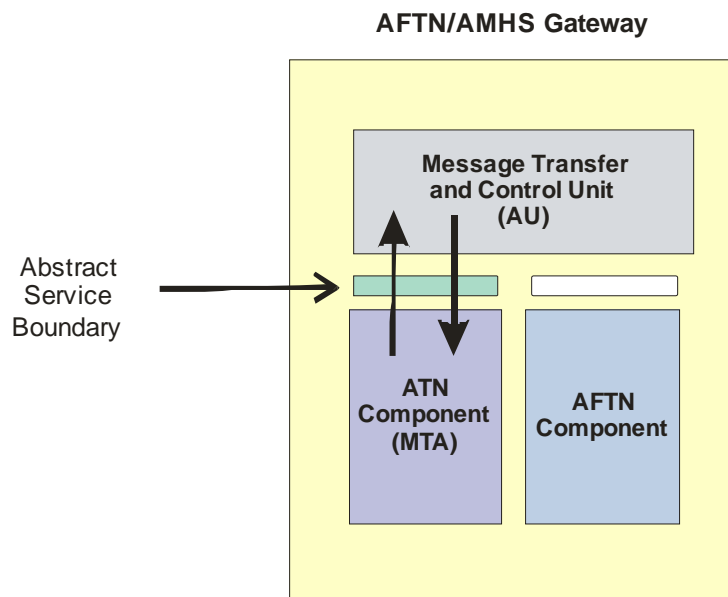 AFTN/AMHS Gateway
Message Transfer
and Control Unit
(AU)
Abstract
Service
Boundary
ATN
Component
(MTA)
AFTN
Component